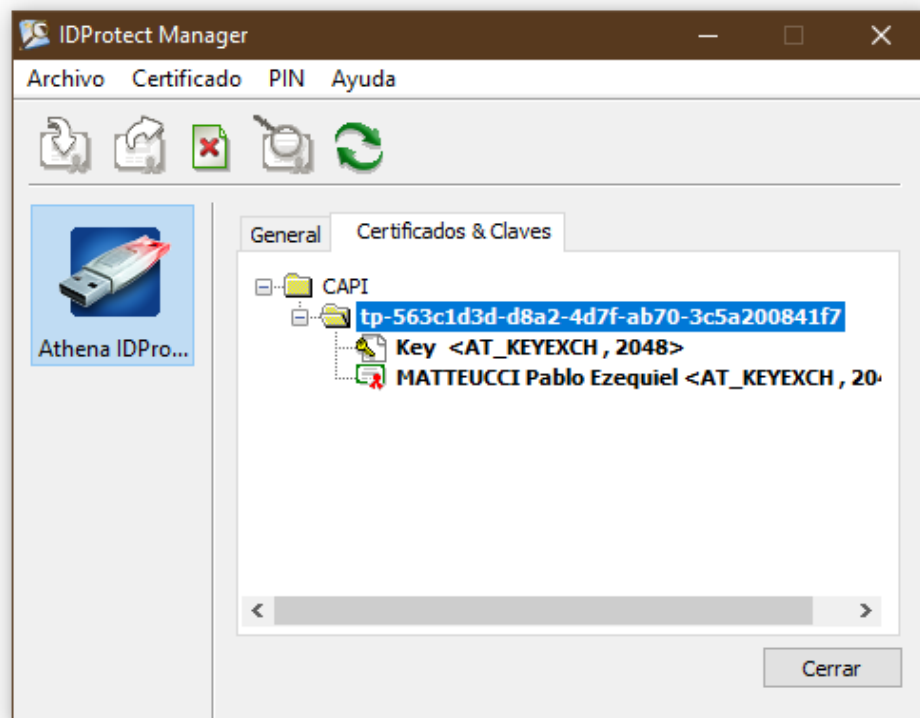 IDProtect Manager
Archivo Certificado PIN Ayuda
General Certificados & Claves
CAPI
tp-563c1d3d-d8a2-4d7f-ab70-3c5a200841f7
Athena IDPro...
Key <AT_KEYEXCH , 2048>
MATTEUCCI Pablo Ezequiel <AT_KEYEXCH , 20
Cerrar